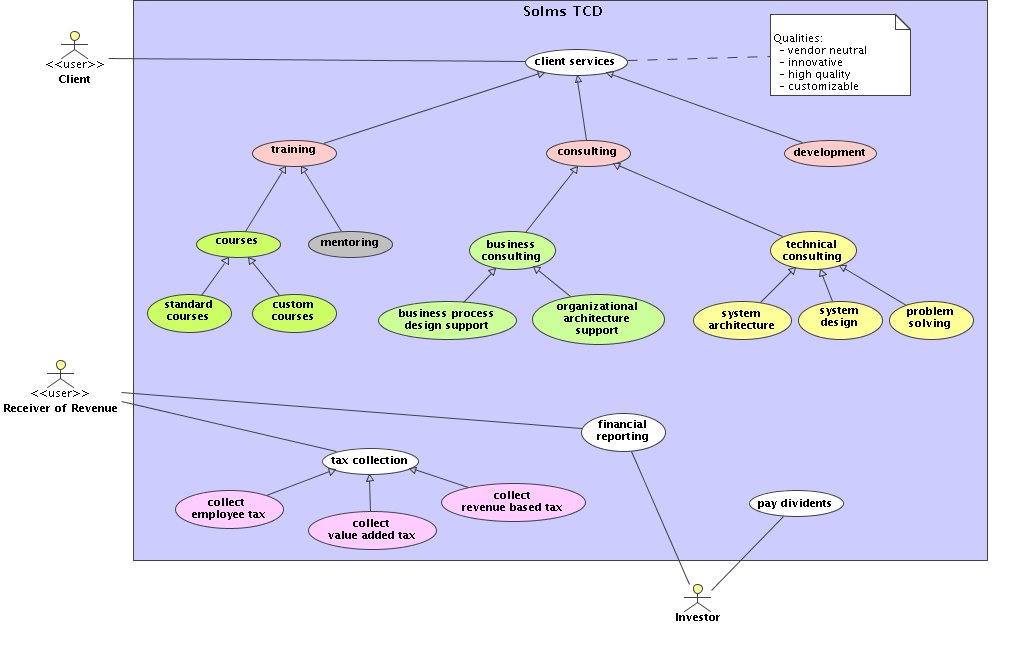 Solms TCD
Qualities:
- vendor neutral
- innovative
- high quality
- customizable
<<user>>
Client
client services
training
consulting
development
courses
mentoring
business
consulting
technical
consulting
standard
courses
custom
courses
business process
design support
organizational
architecture
support
system
architecture
system
design
problem
solving
<<user>>
Receiver of Revenue
financial
reporting
tax collection
collect
employee tax
collect
value added tax
collect
revenue based tax
pay dividents
Investor